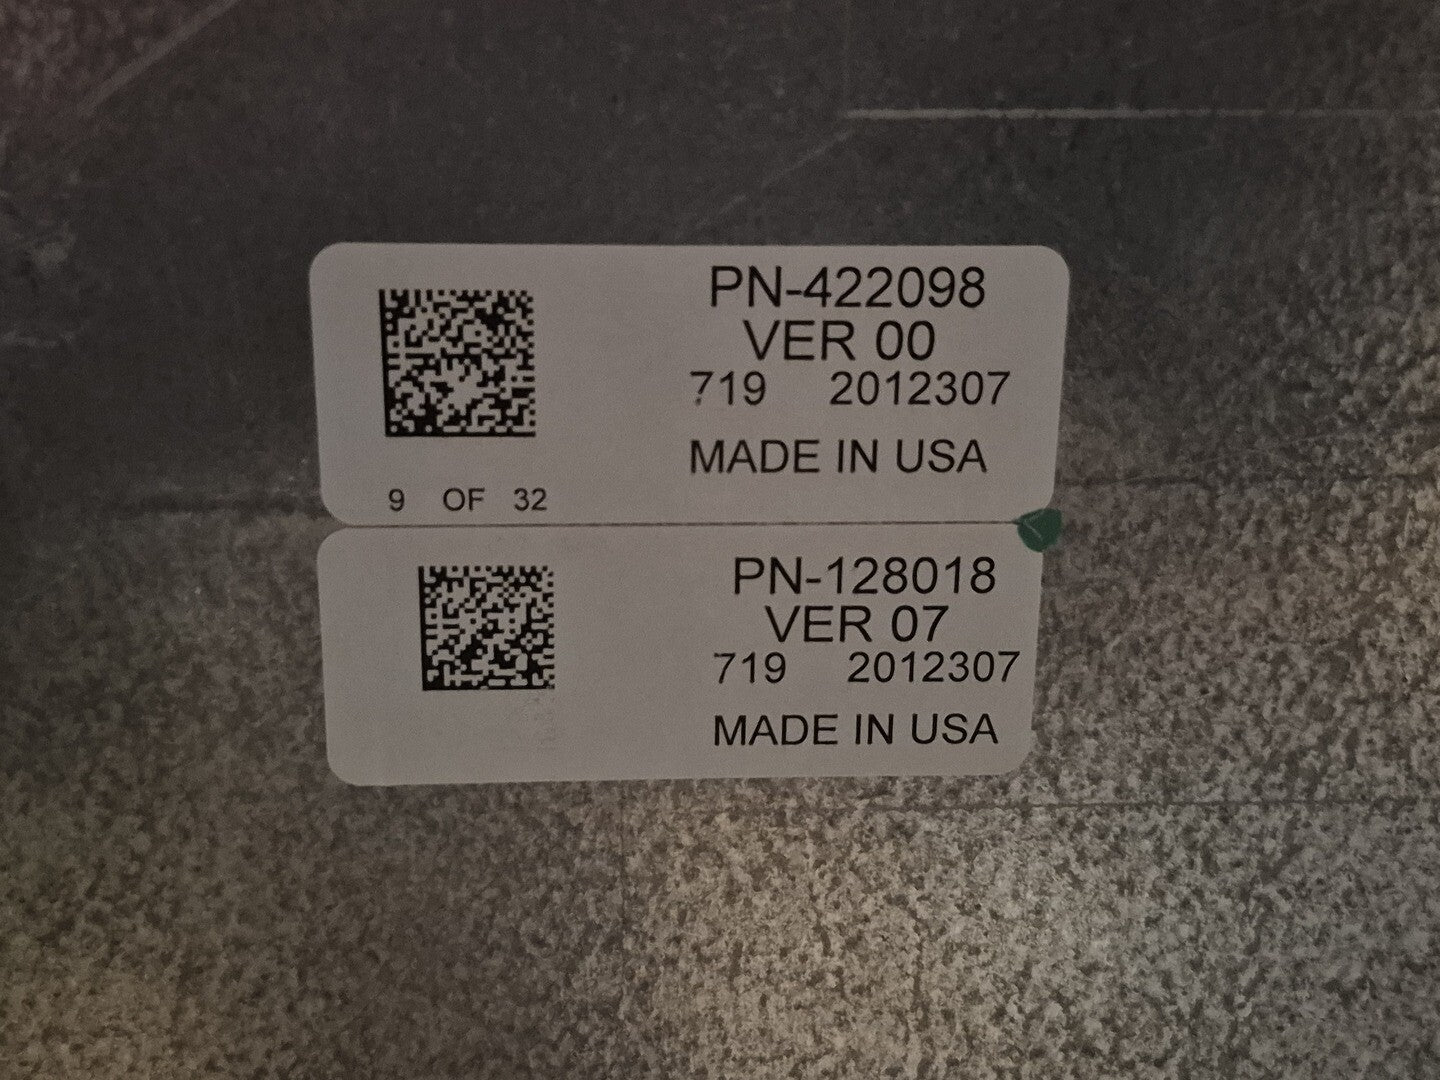 PN-422098
VER 00
719 2012307
MADE IN USA
9 OF 32
PN-128018
VER 07
719 2012307
MADE IN USA